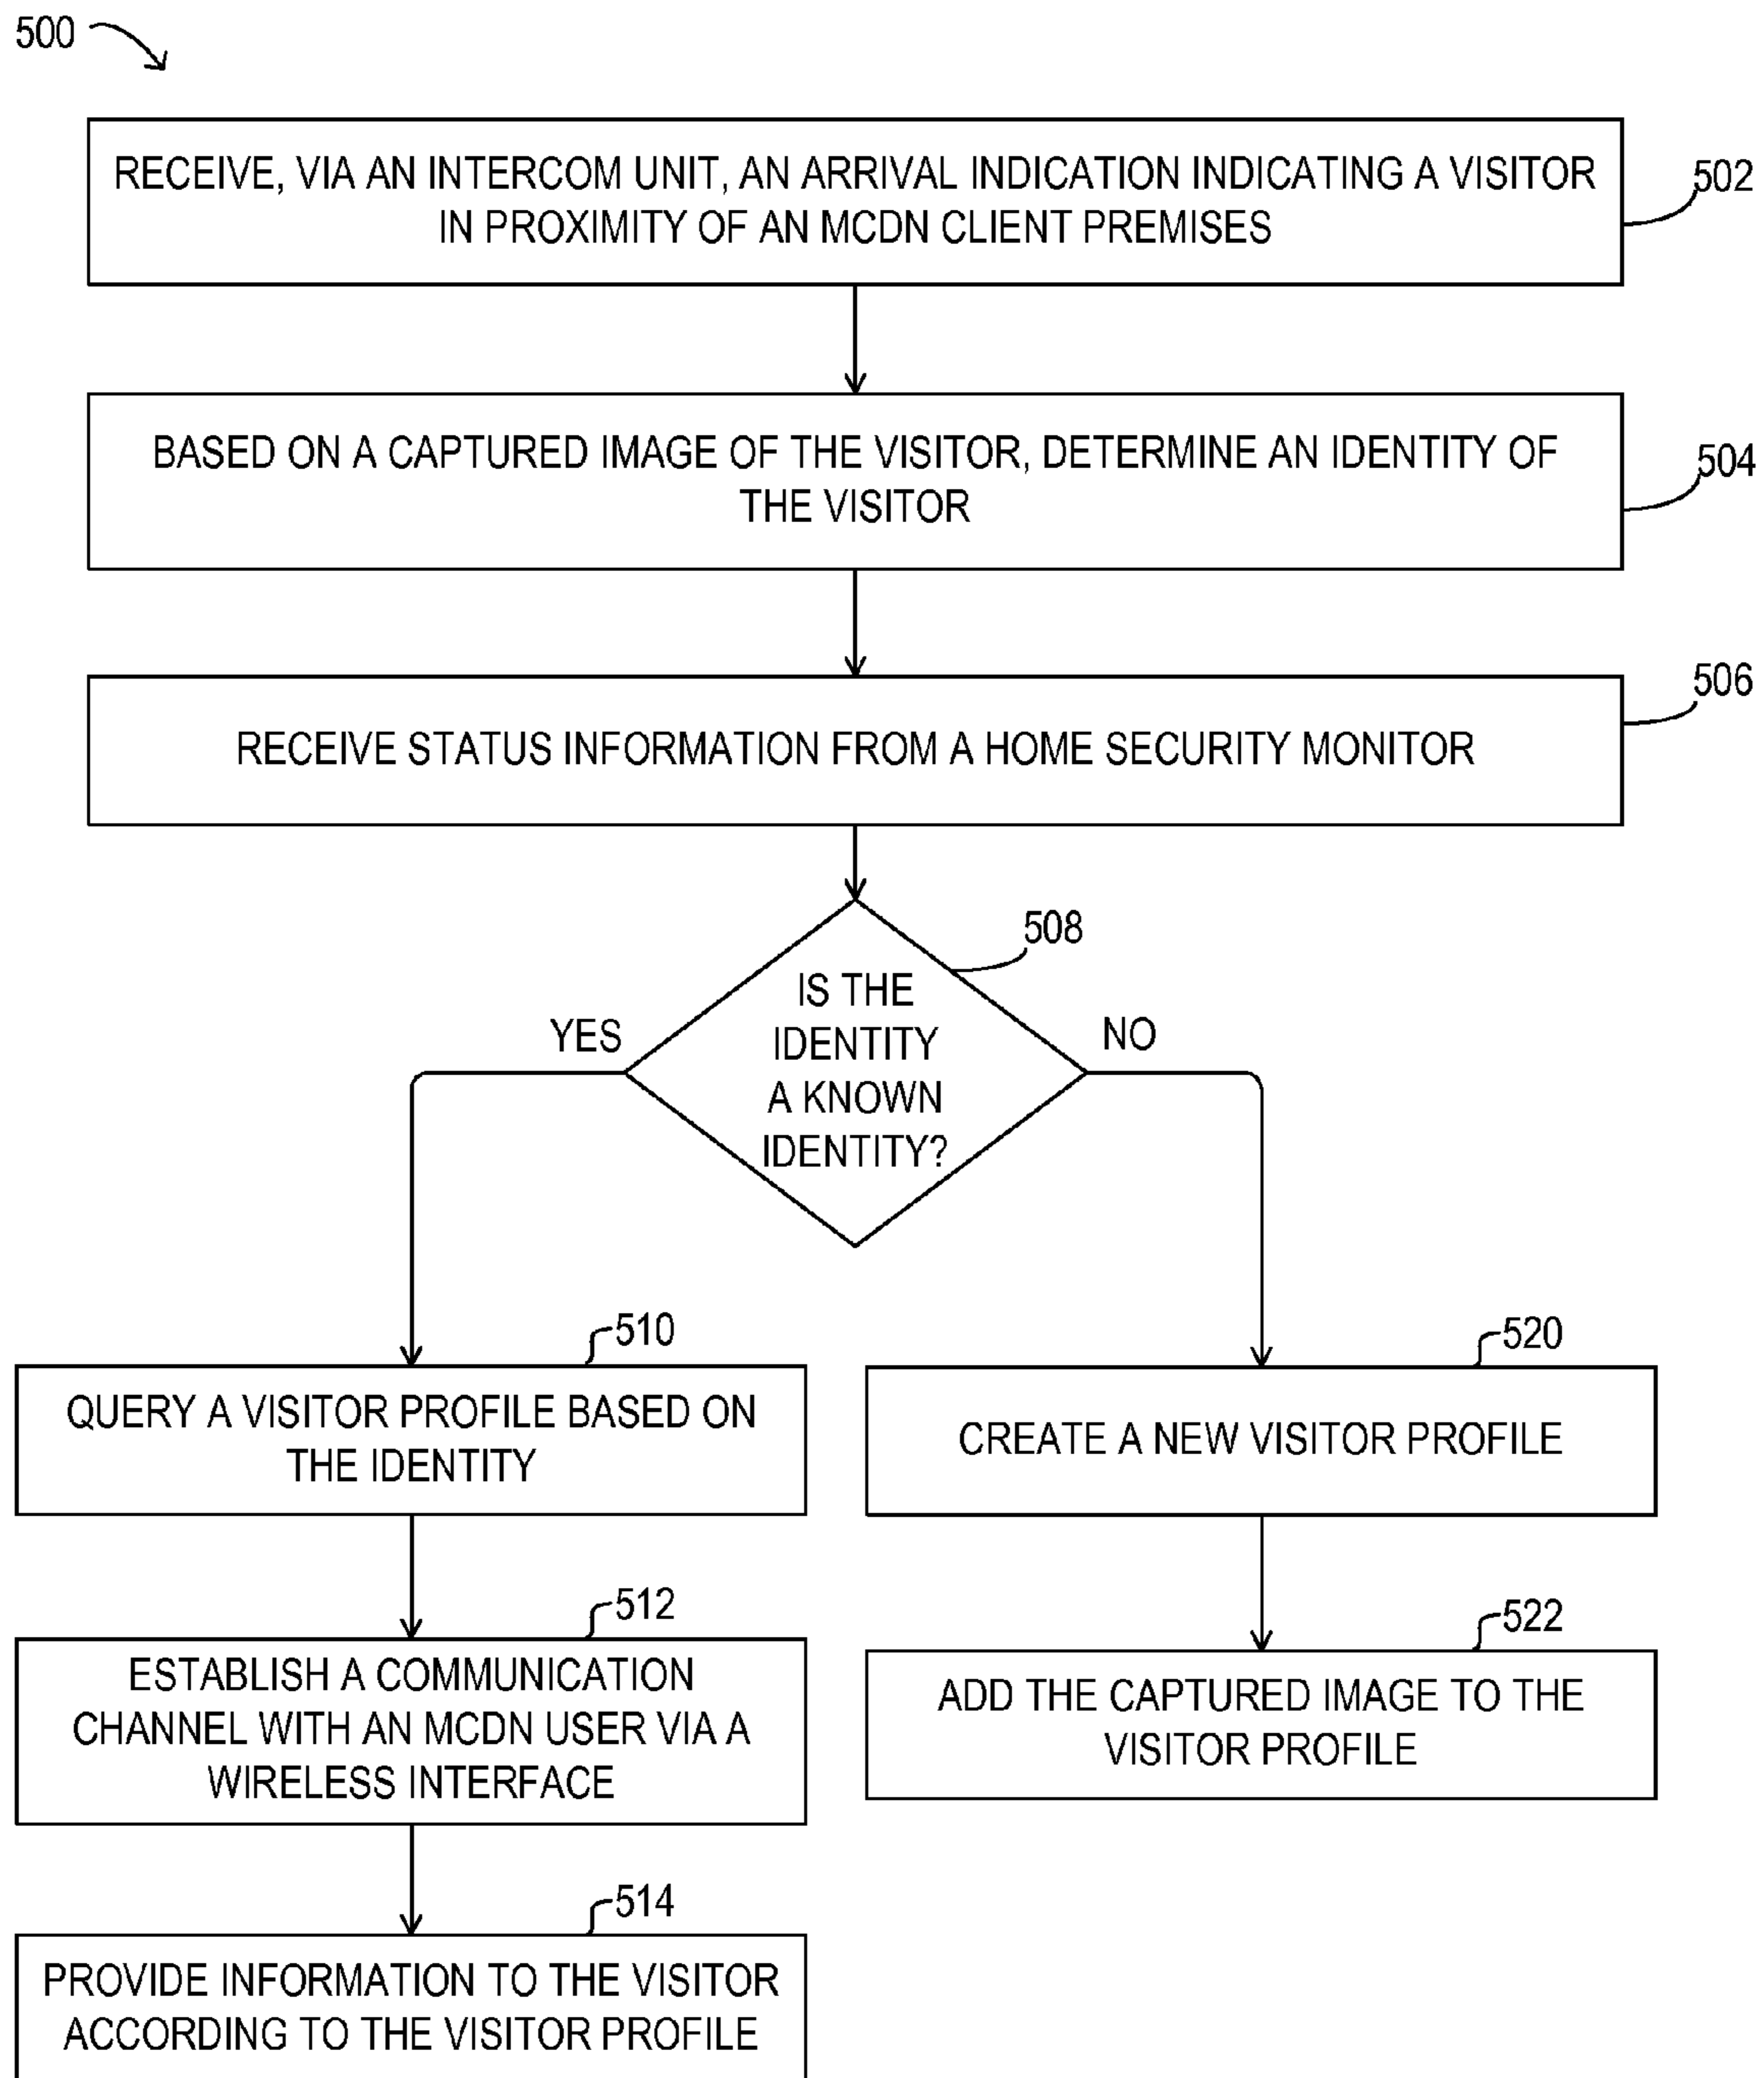 500
RECEIVE, VIA AN INTERCOM UNIT, AN ARRIVAL INDICATION INDICATING A VISITOR
IN PROXIMITY OF AN MCDN CLIENT PREMISES
502
BASED ON A CAPTURED IMAGE OF THE VISITOR, DETERMINE AN IDENTITY OF
THE VISITOR
504
RECEIVE STATUS INFORMATION FROM A HOME SECURITY MONITOR
506
508
IS THE
IDENTITY
A KNOWN
IDENTITY?
YES
NO
510
QUERY A VISITOR PROFILE BASED ON
THE IDENTITY
520
CREATE A NEW VISITOR PROFILE
512
ESTABLISH A COMMUNICATION
CHANNEL WITH AN MCDN USER VIA A
WIRELESS INTERFACE
522
ADD THE CAPTURED IMAGE TO THE
VISITOR PROFILE
514
PROVIDE INFORMATION TO THE VISITOR
ACCORDING TO THE VISITOR PROFILE